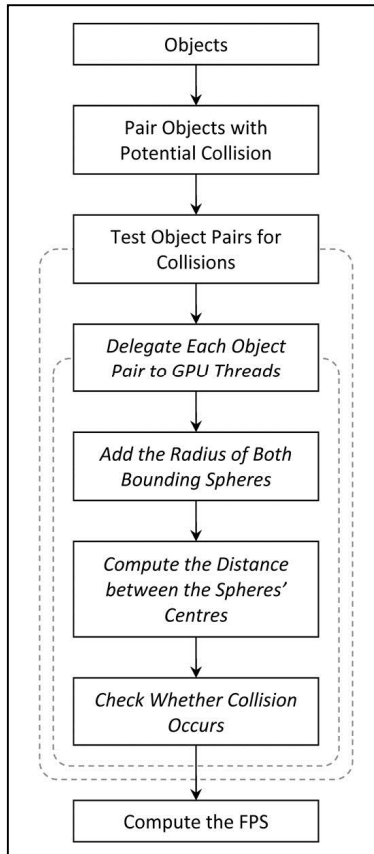 Objects
Pair Objects with
Potential Collision
Test Object Pairs for
Collisions
Delegate Each Object
Pair to GPU Threads
Add the Radius of Both
Bounding Spheres
Compute the Distance
between the Spheres’
Centres
Check Whether Collision
Occurs
Compute the FPS